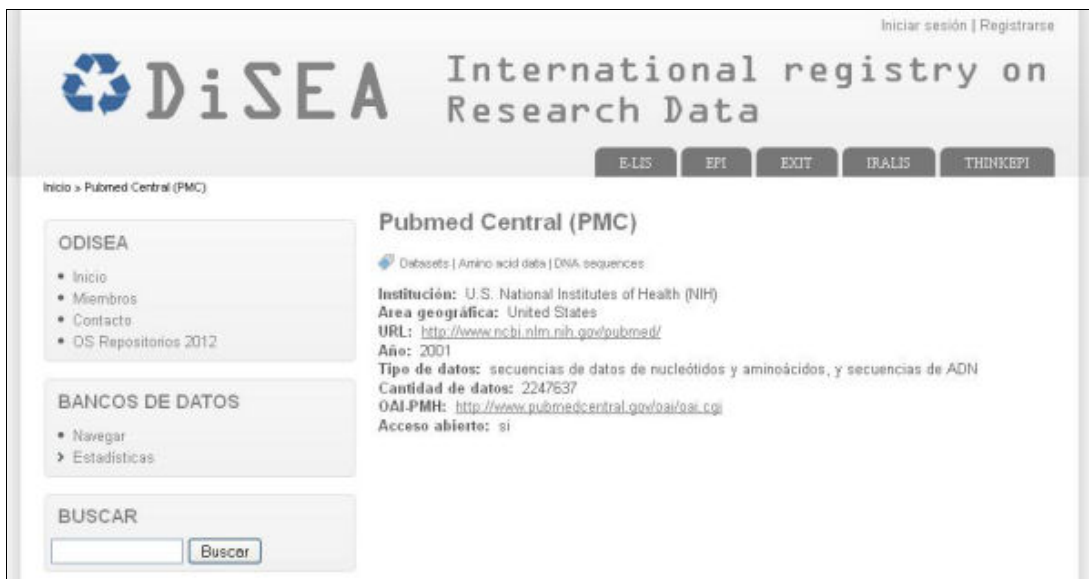 Iniciar sesión | Registrarse
DiSEA
International registry on
Research Data
E-LIS EPI EXIT IRALIS THINKEPI
Inicio » Pubmed Central (PMC)
ODISEA
Inicio
Miembros
Contacto
OS Repositorios 2012
BANCOS DE DATOS
Navegar
Estadísticas
BUSCAR
Buscar
Pubmed Central (PMC)
Datasets | Amino acid data | DNA sequences
Institución: U.S. National Institutes of Health (NIH)
Area geográfica: United States
URL: http://www.ncbi.nlm.nih.gov/pubmed/
Año: 2001
Tipo de datos: secuencias de datos de nucleótidos y aminoácidos, y secuencias de ADN
Cantidad de datos: 2247637
OAI-PMH: http://www.pubmedcentral.gov/oai/oai.cgi
Acceso abierto: si